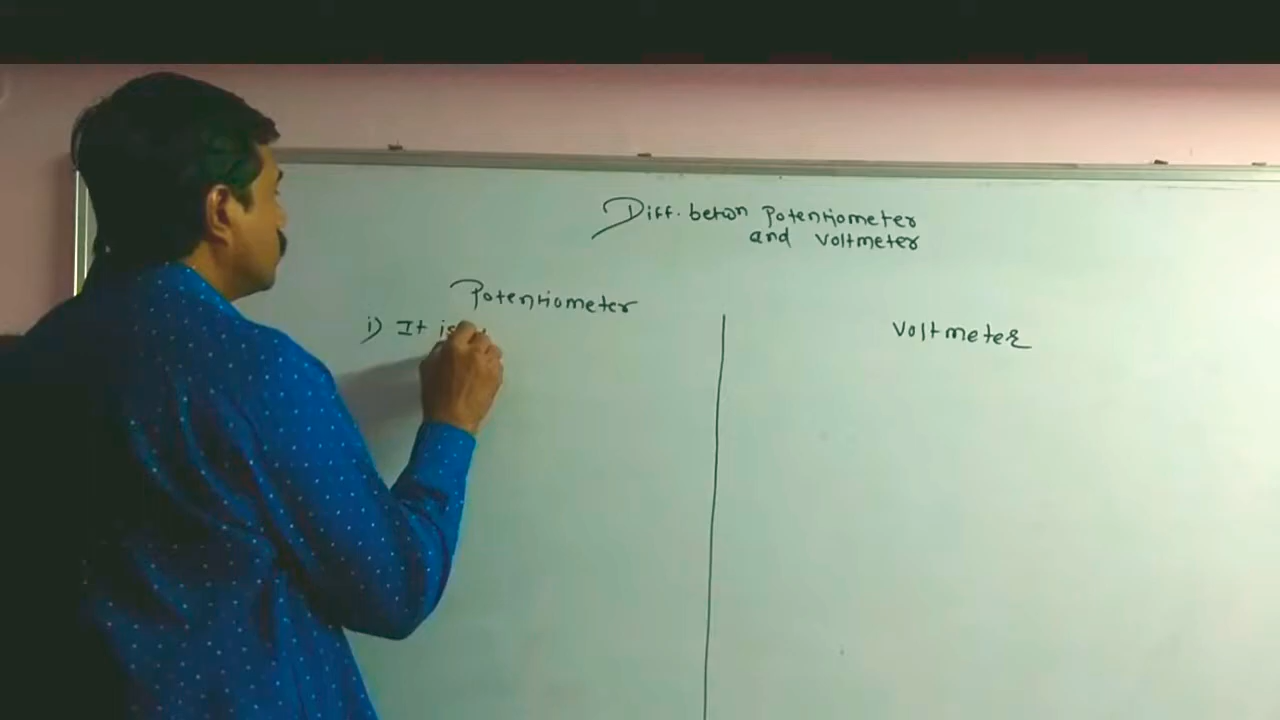 Diff. betwn Potentiometer
and Voltmeter
Potentiometer
i) It is
Voltmeter